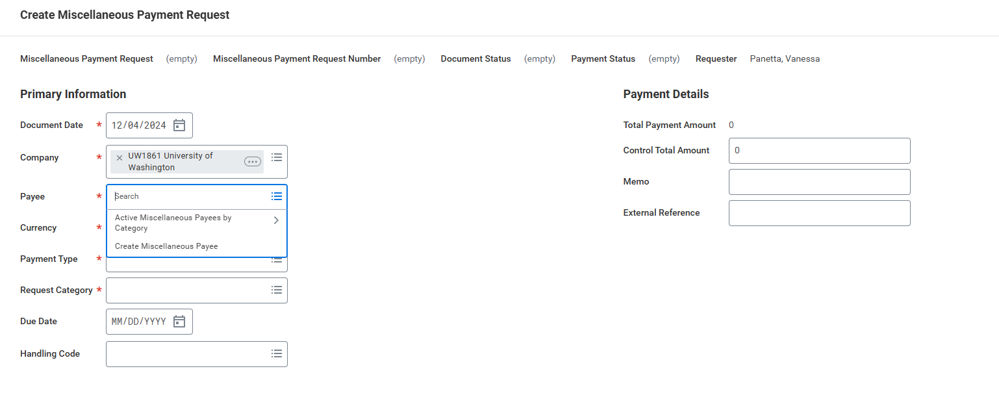 Create Miscellaneous Payment Request
Miscellaneous Payment Request (empty) Miscellaneous Payment Request Number (empty) Document Status (empty) Payment Status (empty) Requester Panetta, Vanessa
Primary Information
Document Date * 12/04/2024
Company * × UW1861 University of
Washington
Payee * Search
Active Miscellaneous Payees by
Category
Create Miscellaneous Payee
Currency *
Payment Type *
Request Category *
Due Date MM/DD/YYYY
Handling Code
Payment Details
Total Payment Amount 0
Control Total Amount 0
Memo
External Reference